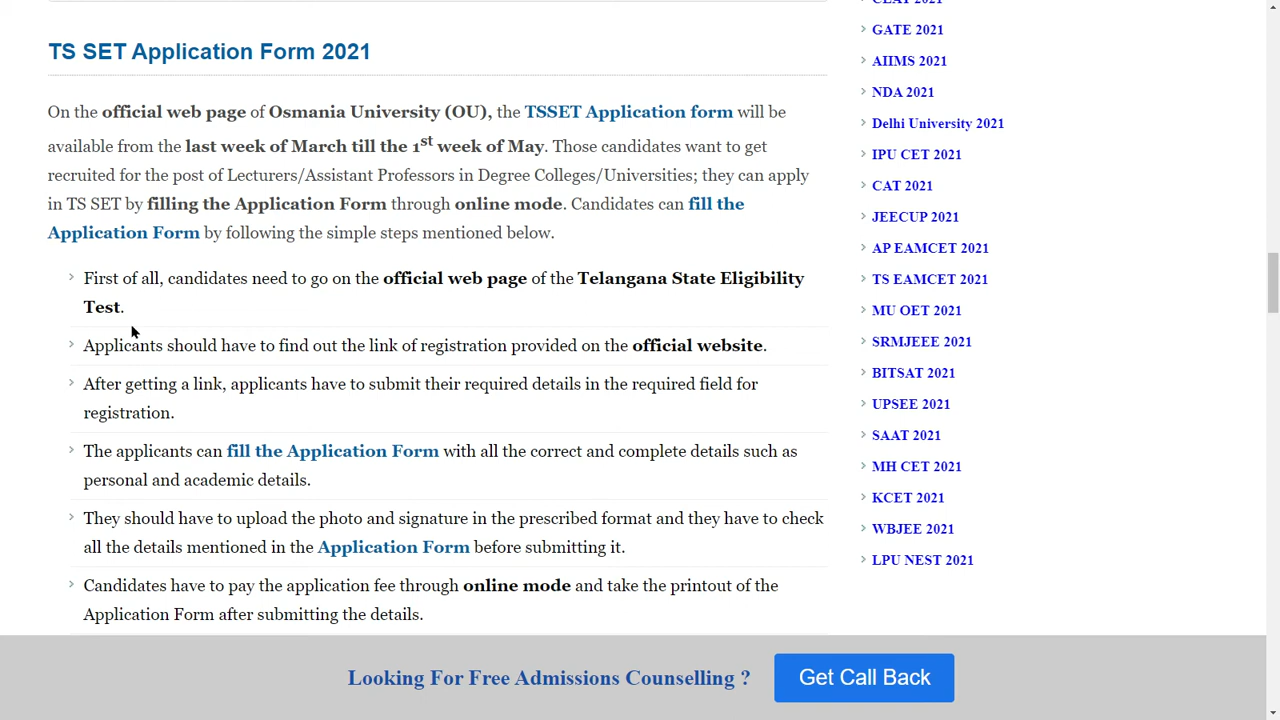 TS SET Application Form 2021
On the official web page of Osmania University (OU), the TSSET Application form will be
available from the last week of March till the 1st week of May. Those candidates want to get
recruited for the post of Lecturers/Assistant Professors in Degree Colleges/Universities; they can apply
in TS SET by filling the Application Form through online mode. Candidates can fill the
Application Form by following the simple steps mentioned below.
First of all, candidates need to go on the official web page of the Telangana State Eligibility
Test.
Applicants should have to find out the link of registration provided on the official website.
After getting a link, applicants have to submit their required details in the required field for
registration.
The applicants can fill the Application Form with all the correct and complete details such as
personal and academic details.
They should have to upload the photo and signature in the prescribed format and they have to check
all the details mentioned in the Application Form before submitting it.
Candidates have to pay the application fee through online mode and take the printout of the
Application Form after submitting the details.
GATE 2021
AIIMS 2021
NDA 2021
Delhi University 2021
IPU CET 2021
CAT 2021
JEECUP 2021
AP EAMCET 2021
TS EAMCET 2021
MU OET 2021
SRMJEEE 2021
BITSAT 2021
UPSEE 2021
SAAT 2021
MH CET 2021
KCET 2021
WBJEE 2021
LPU NEST 2021
Looking For Free Admissions Counselling ?
Get Call Back